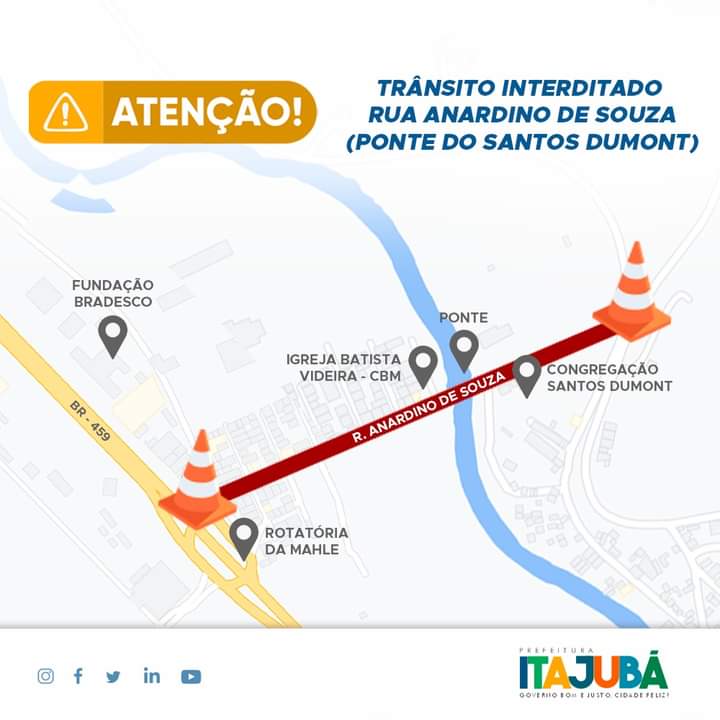 ATENÇÃO!
TRÂNSITO INTERDITADO
RUA ANARDINO DE SOUZA
(PONTE DO SANTOS DUMONT)
FUNDAÇÃO
BRADESCO
PONTE
IGREJA BATISTA
VIDEIRA - CBM
CONGREGAÇÃO
SANTOS DUMONT
R. ANARDINO DE SOUZA
BR - 459
ROTATÓRIA
DA MAHLE
PREFEITURA
ITAJUBÁ
GOVERNO BOM E JUSTO, CIDADE FELIZ!